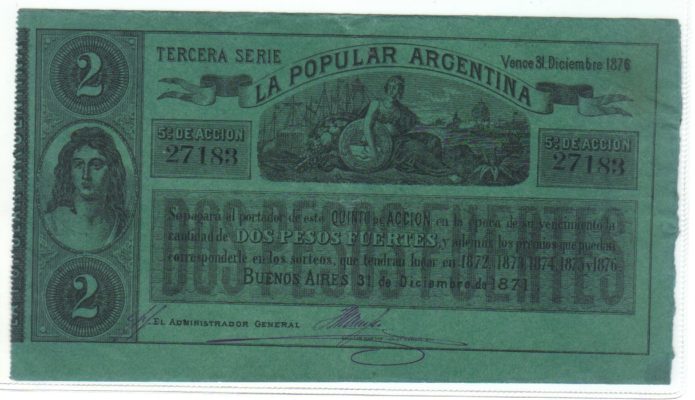 2
TERCERA SERIE
LA POPULAR ARGENTINA
Vence 31 Diciembre 1876
5º DE ACCION
27183
5º DE ACCION
27183
DOS PESOS FUERTES
Se pagará al portador de este QUINTO DE ACCION en la época de su vencimiento la
cantidad de DOS PESOS FUERTES, y además los premios que puedan
corresponderle en los sorteos, que tendrán lugar en 1872, 1873, 1874, 1875 y 1876.
BUENOS AIRES 31 de Diciembre de 1871
2
EL ADMINISTRADOR GENERAL